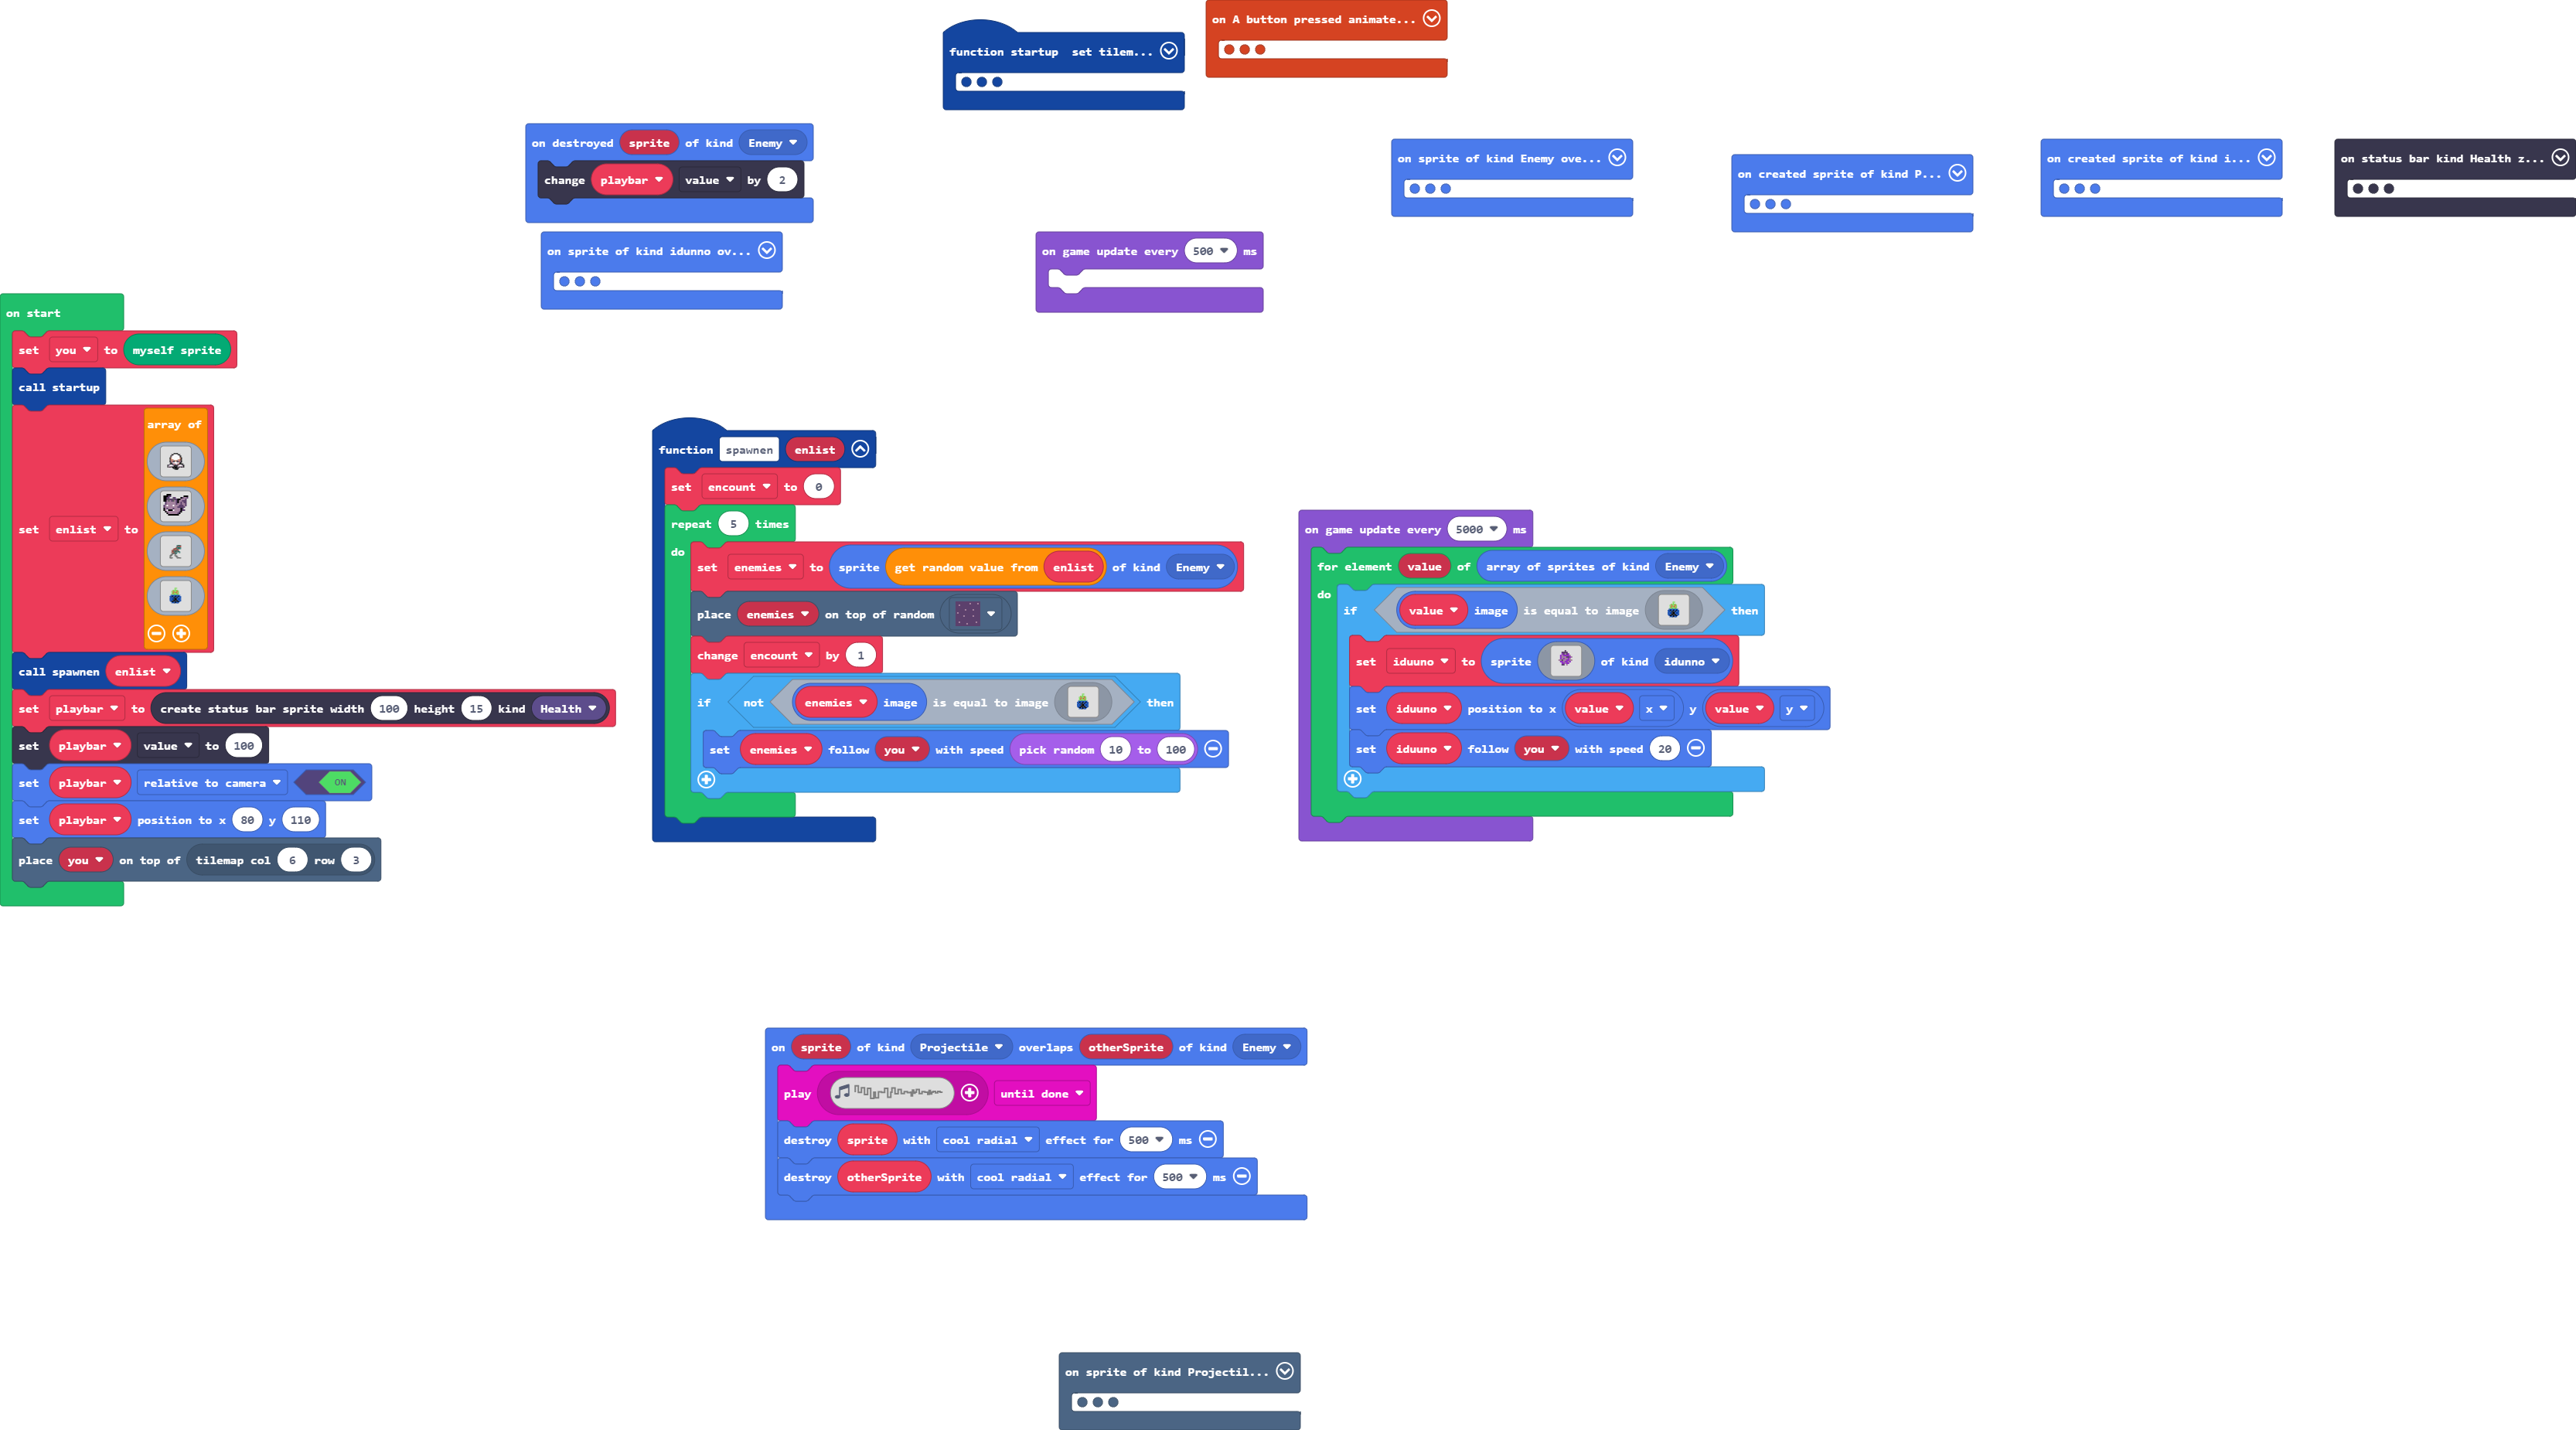 on A button pressed animate...
function startup  set tilem...
on destroyed sprite of kind Enemy
change playbar value by 2
on sprite of kind Enemy ove...
on created sprite of kind P...
on created sprite of kind i...
on status bar kind Health z...
on sprite of kind idunno ov...
on game update every 500 ms
on start
set you to myself sprite
call startup
array of
set enlist to
call spawnen enlist
set playbar to create status bar sprite width 100 height 15 kind Health
set playbar value to 100
set playbar relative to camera ON
set playbar position to x 80 y 110
place you on top of tilemap col 6 row 3
function spawnen enlist
set encount to 0
repeat 5 times
do
set enemies to sprite get random value from enlist of kind Enemy
place enemies on top of random
change encount by 1
if not enemies image is equal to image then
set enemies follow you with speed pick random 10 to 100
on game update every 5000 ms
for element value of array of sprites of kind Enemy
do
if value image is equal to image then
set iduuno to sprite of kind idunno
set iduuno position to x value x y value y
set iduuno follow you with speed 20
on sprite of kind Projectile overlaps otherSprite of kind Enemy
play until done
destroy sprite with cool radial effect for 500 ms
destroy otherSprite with cool radial effect for 500 ms
on sprite of kind Projectil...